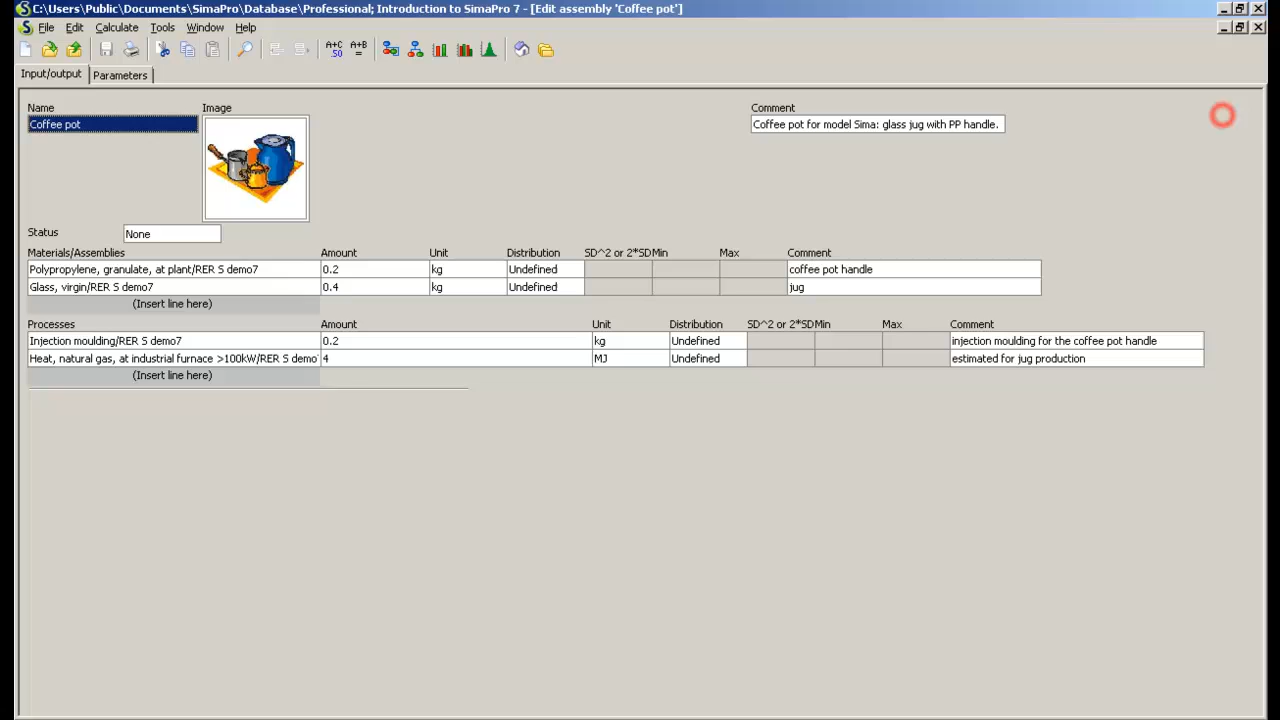 C:\Users\Public\Documents\SimaPro\Database\Professional; Introduction to SimaPro 7 - [Edit assembly 'Coffee pot']
File Edit Calculate Tools Window Help
A+C .50 A+B =
Input/output Parameters
Name Image Comment
Coffee pot Coffee pot for model Sima: glass jug with PP handle.
Status None
Materials/Assemblies Amount Unit Distribution SD^2 or 2*SD Min Max Comment
Polypropylene, granulate, at plant/RER S demo7 0.2 kg Undefined coffee pot handle
Glass, virgin/RER S demo7 0.4 kg Undefined jug
(Insert line here)
Processes Amount Unit Distribution SD^2 or 2*SD Min Max Comment
Injection moulding/RER S demo7 0.2 kg Undefined injection moulding for the coffee pot handle
Heat, natural gas, at industrial furnace >100kW/RER S demo 4 MJ Undefined estimated for jug production
(Insert line here)